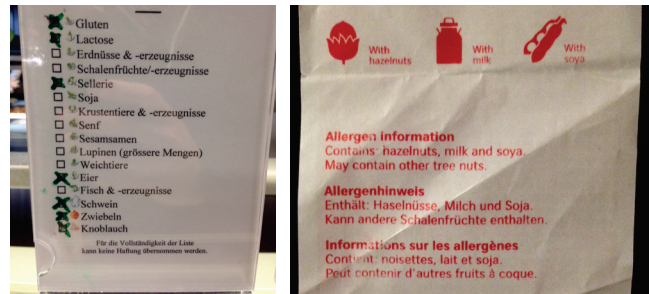 Gluten
Lactose
Erdnüsse & -erzeugnisse
Schalenfrüchte/-erzeugnisse
Sellerie
Soja
Krustentiere & -erzeugnisse
Senf
Sesamsamen
Lupinen (grössere Mengen)
Weichtiere
Eier
Fisch & -erzeugnisse
Schwein
Zwiebeln
Knoblauch
Für die Vollständigkeit der Liste
kann keine Haftung übernommen werden.
With hazelnuts
With milk
With soya
Allergen information
Contains: hazelnuts, milk and soya.
May contain other tree nuts.
Allergenhinweis
Enthält: Haselnüsse, Milch und Soja.
Kann andere Schalenfrüchte enthalten.
Informations sur les allergènes
Contient: noisettes, lait et soja.
Peut contenir d'autres fruits à coque.